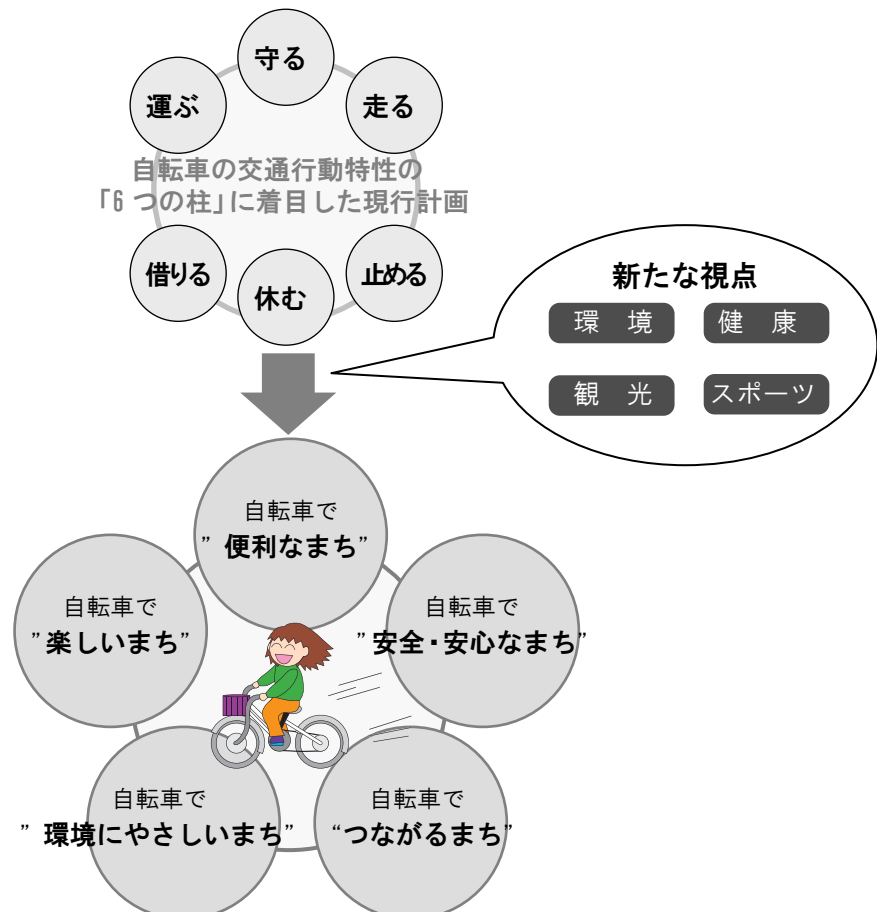 守る
運ぶ
走る
自転車の交通行動特性の
「6つの柱」に着目した現行計画
借りる
休む
止める
新たな視点
環　境
健　康
観　光
スポーツ
自転車で
”便利なまち”
自転車で
”楽しいまち”
自転車で
”安全・安心なまち”
自転車で
”環境にやさしいまち”
自転車で
“つながるまち”